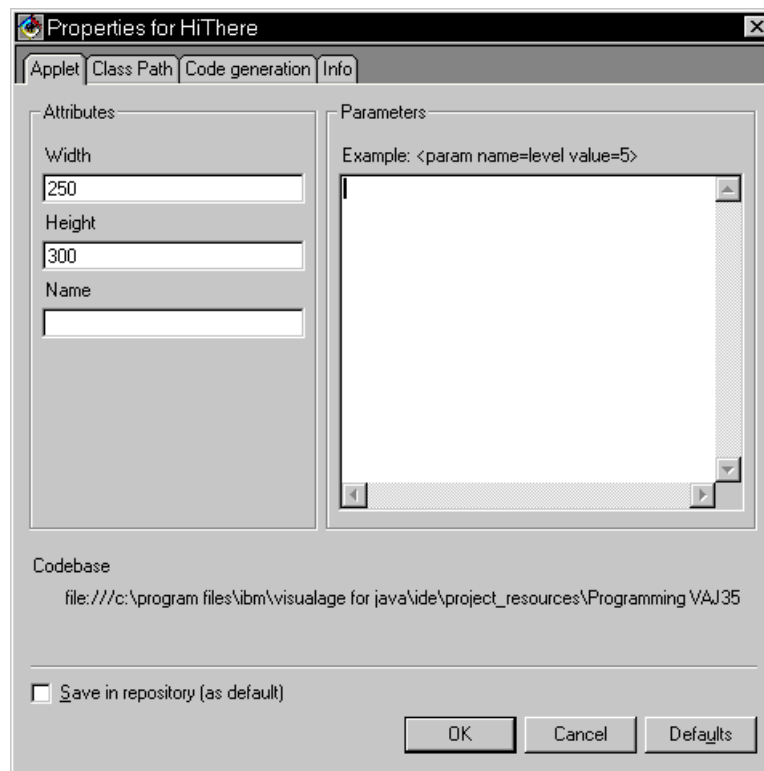 Properties for HiThere
Applet Class Path Code generation Info
Attributes
Width
250
Height
300
Name
Parameters
Example: <param name=level value=5>
Codebase
file:///c:\program files\ibm\visualage for java\ide\project_resources\Programming VAJ35
Save in repository (as default)
OK Cancel Defaults